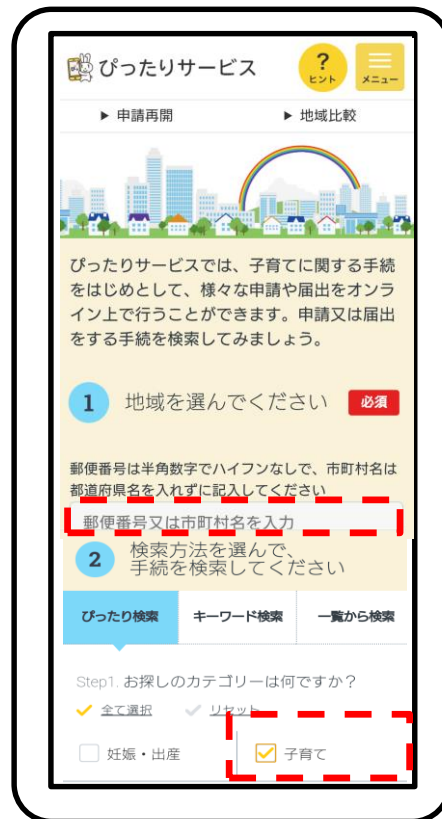 ぴったりサービス
?
ヒント
メニュー
▶ 申請再開
▶ 地域比較
ぴったりサービスでは、子育てに関する手続
をはじめとして、様々な申請や届出をオンラ
イン上で行うことができます。申請又は届出
をする手続を検索してみましょう。
1 地域を選んでください 必須
郵便番号は半角数字でハイフンなしで、市町村名は
都道府県名を入れずに記入してください
郵便番号又は市町村名を入力
2 検索方法を選んで、
手続を検索してください
ぴったり検索 キーワード検索 一覧から検索
Step1. お探しのカテゴリーは何ですか？
全て選択 リセット
妊娠・出産 子育て